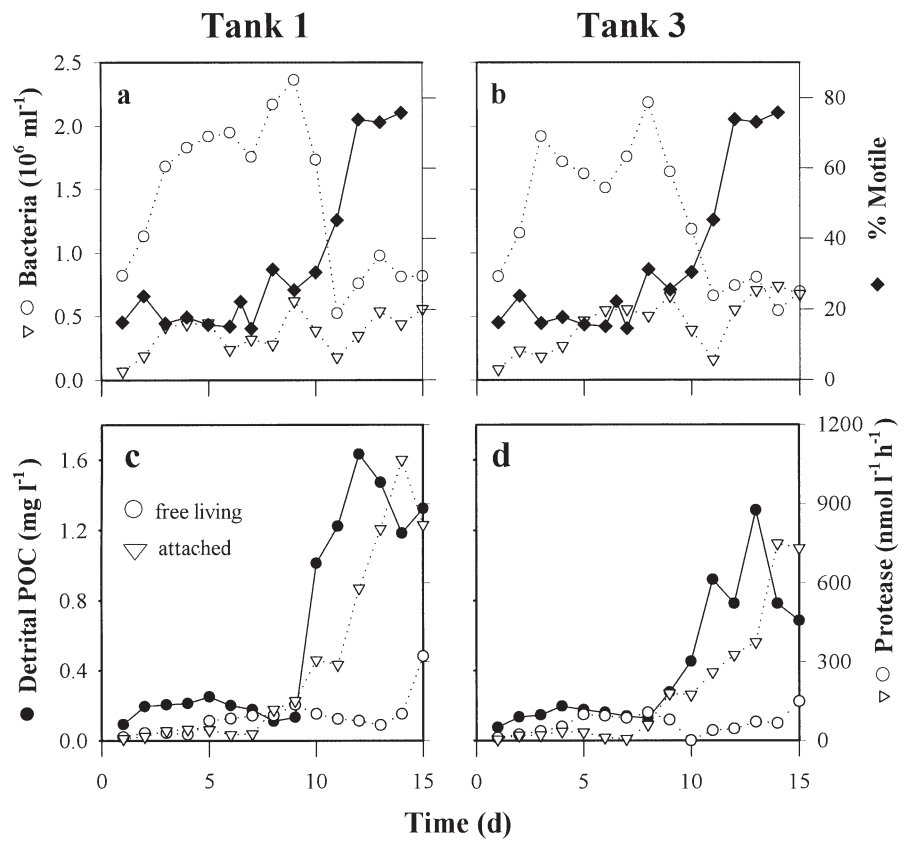 Tank 1
Tank 3
a
b
2.5
2.0
1.5
1.0
0.5
0.0
▽ ○ Bacteria (10⁶ ml⁻¹)
80
60
40
20
0
◆ % Motile
c
d
○ free living
▽ attached
1.6
1.2
0.8
0.4
0.0
● Detrital POC (mg l⁻¹)
1200
900
600
300
0
▽ ○ Protease (nmol l⁻¹ h⁻¹)
0 5 10 15 0 5 10 15
Time (d)